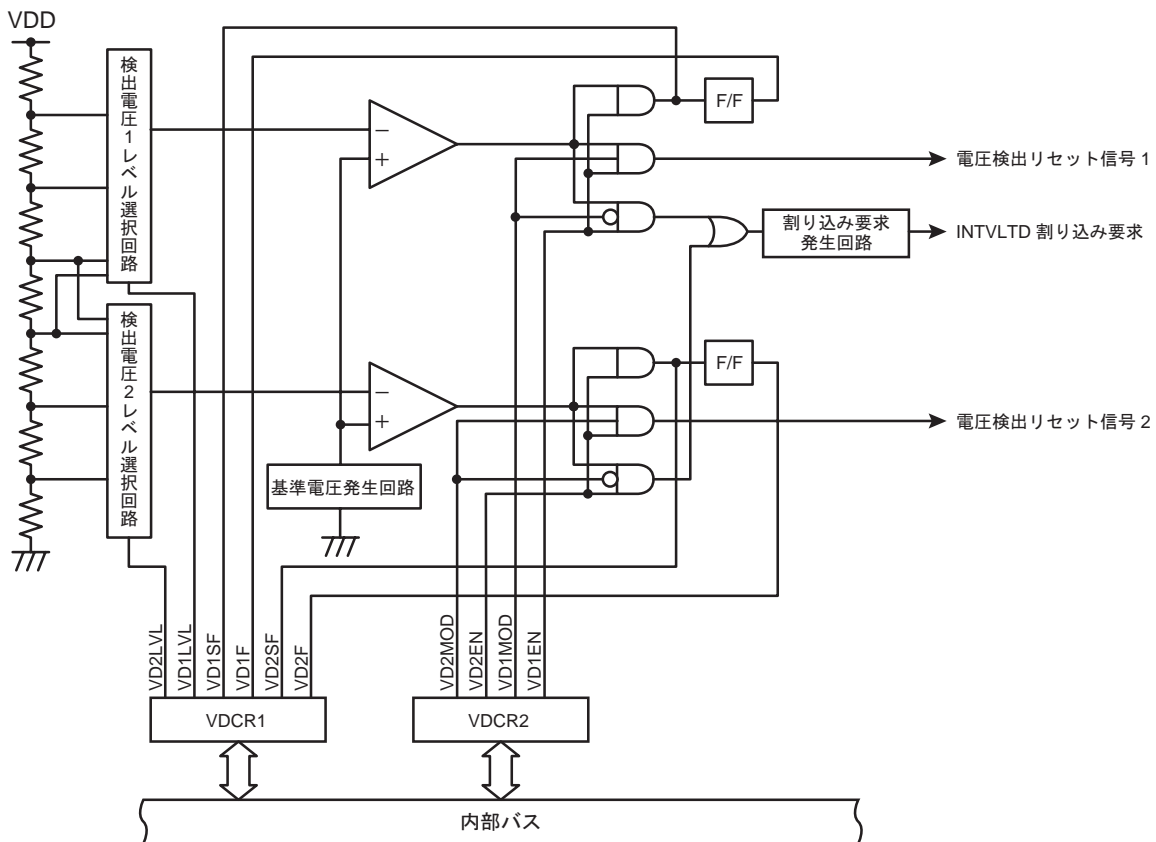 VDD
検出電圧1レベル選択回路
検出電圧2レベル選択回路
−
+
−
+
基準電圧発生回路
F/F
電圧検出リセット信号 1
割り込み要求
発生回路
INTVLTD 割り込み要求
F/F
電圧検出リセット信号 2
VD2LVL
VD1LVL
VD1SF
VD1F
VD2SF
VD2F
VD2MOD
VD2EN
VD1MOD
VD1EN
VDCR1
VDCR2
内部バス